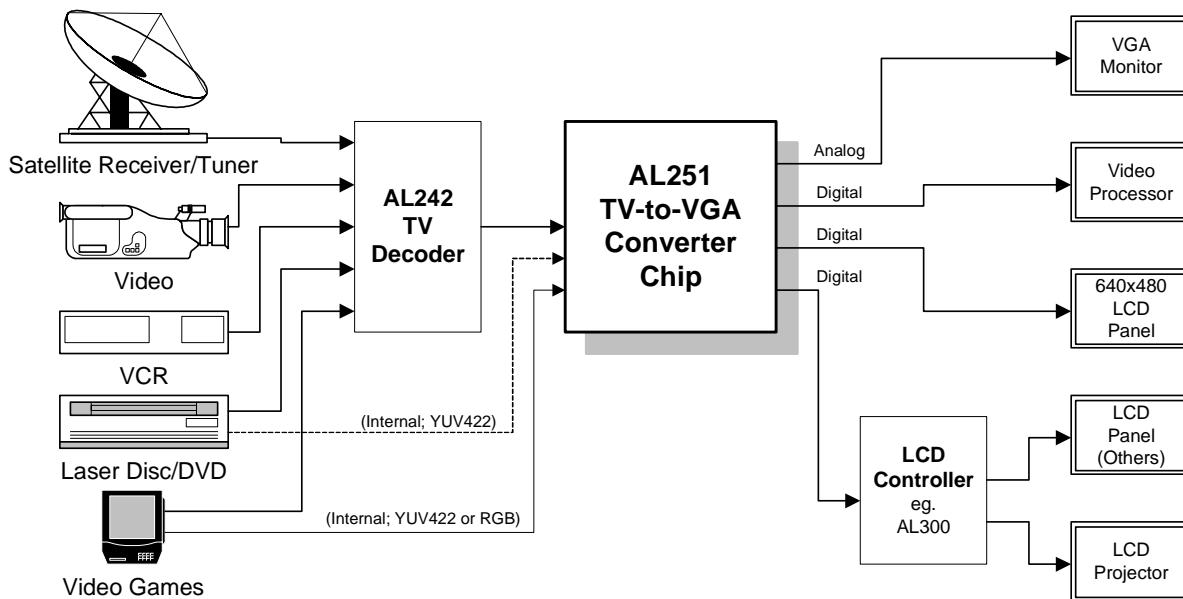 Satellite Receiver/Tuner
Video
VCR
Laser Disc/DVD
Video Games
AL242
TV
Decoder
(Internal; YUV422)
(Internal; YUV422 or RGB)
AL251
TV-to-VGA
Converter
Chip
Analog
Digital
Digital
Digital
LCD
Controller
eg.
AL300
VGA
Monitor
Video
Processor
640x480
LCD
Panel
LCD
Panel
(Others)
LCD
Projector